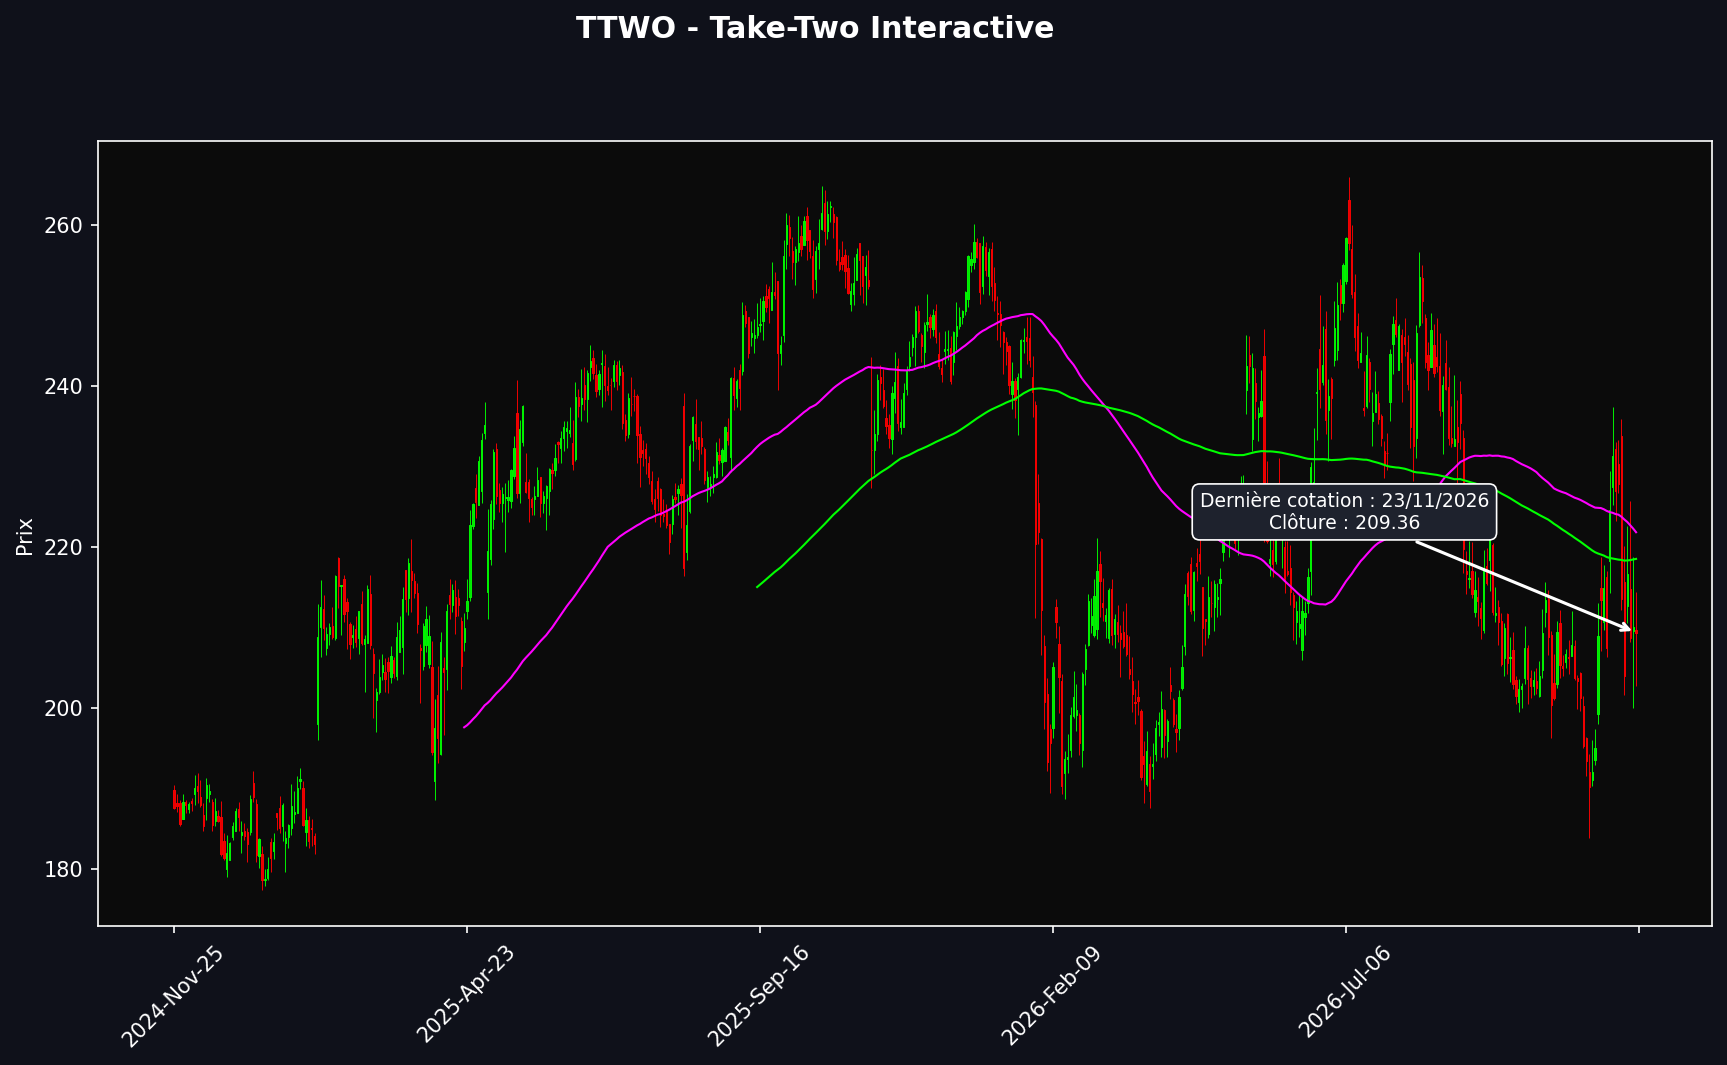 TTWO - Take-Two Interactive
Prix
260
240
220
200
180
Dernière cotation : 23/11/2026
Clôture : 209.36
2024-Nov-25
2025-Apr-23
2025-Sep-16
2026-Feb-09
2026-Jul-06